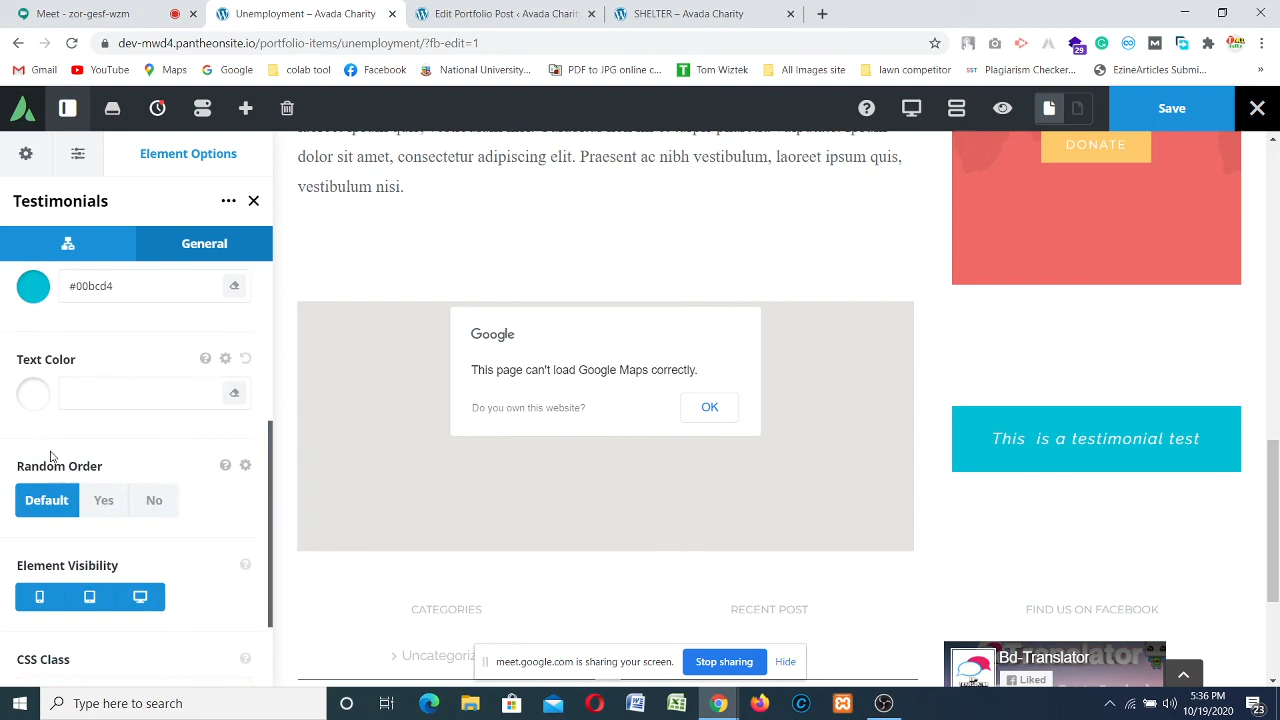 Unemployment – Avada Charity
Edit Portfolio Post ‹ Avada Charity
SHELTER – Avada Charity
dev-mwd4.pantheonsite.io/portfolio-items/unemployment/?fb-edit=1
29
Gmail
YouTube
Maps
Google
colab tool
Facebook
National University...
PDF to JPG online c...
Tom Wiztek
All Images site
lawn competitor
SST
Plagiarism Checker...
EzineArticles Submi...
Save
Element Options
Testimonials
General
#00bcd4
Text Color
Random Order
Default
Yes
No
Element Visibility
CSS Class
dolor sit amet, consectetur adipiscing elit. Praesent ac nibh vestibulum, laoreet ipsum quis,
vestibulum nisi.
DONATE
Google
This page can't load Google Maps correctly.
Do you own this website?
OK
This is a testimonial test
CATEGORIES
RECENT POST
FIND US ON FACEBOOK
Uncategoriz
Bd-Translator
Liked
meet.google.com is sharing your screen.
Stop sharing
Hide
Type here to search
5:36 PM
10/19/2020
23